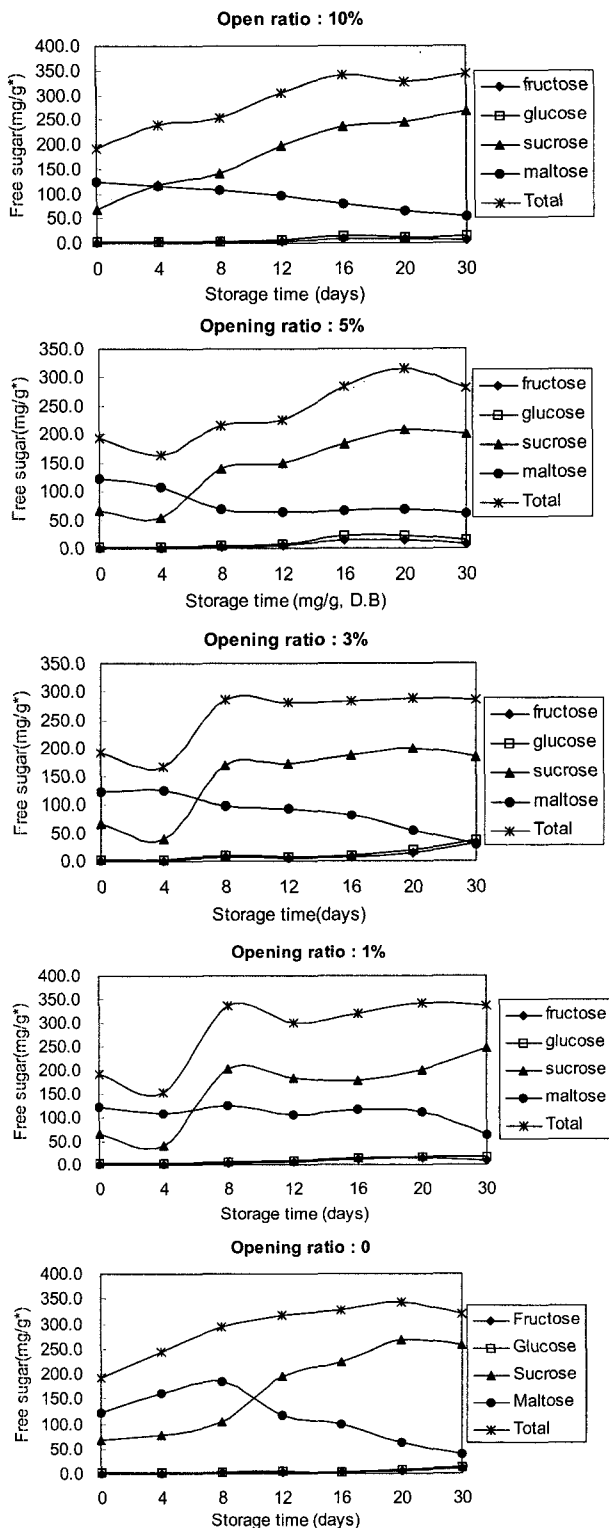 Open ratio : 10%
400.0
350.0
300.0
250.0
200.0
150.0
100.0
50.0
0.0
Free sugar(mg/g*)
0 4 8 12 16 20 30
Storage time (days)
fructose
glucose
sucrose
maltose
Total
Opening ratio : 5%
350.0
300.0
250.0
200.0
150.0
100.0
50.0
0.0
Free sugar(mg/g*)
0 4 8 12 16 20 30
Storage time (mg/g, D.B)
fructose
glucose
sucrose
maltose
Total
Opening ratio : 3%
350.0
300.0
250.0
200.0
150.0
100.0
50.0
0.0
Free sugar(mg/g*)
0 4 8 12 16 20 30
Storage time(days)
fructose
glucose
sucrose
maltose
Total
Opening ratio : 1%
400.0
350.0
300.0
250.0
200.0
150.0
100.0
50.0
0.0
Free sugar(mg/g*)
0 4 8 12 16 20 30
Storage time (days)
fructose
glucose
sucrose
maltose
Total
Opening ratio : 0
400.0
350.0
300.0
250.0
200.0
150.0
100.0
50.0
0.0
Free sugar(mg/g*)
0 4 8 12 16 20 30
Storage time (days)
Fructose
Glucose
Sucrose
Maltose
Total